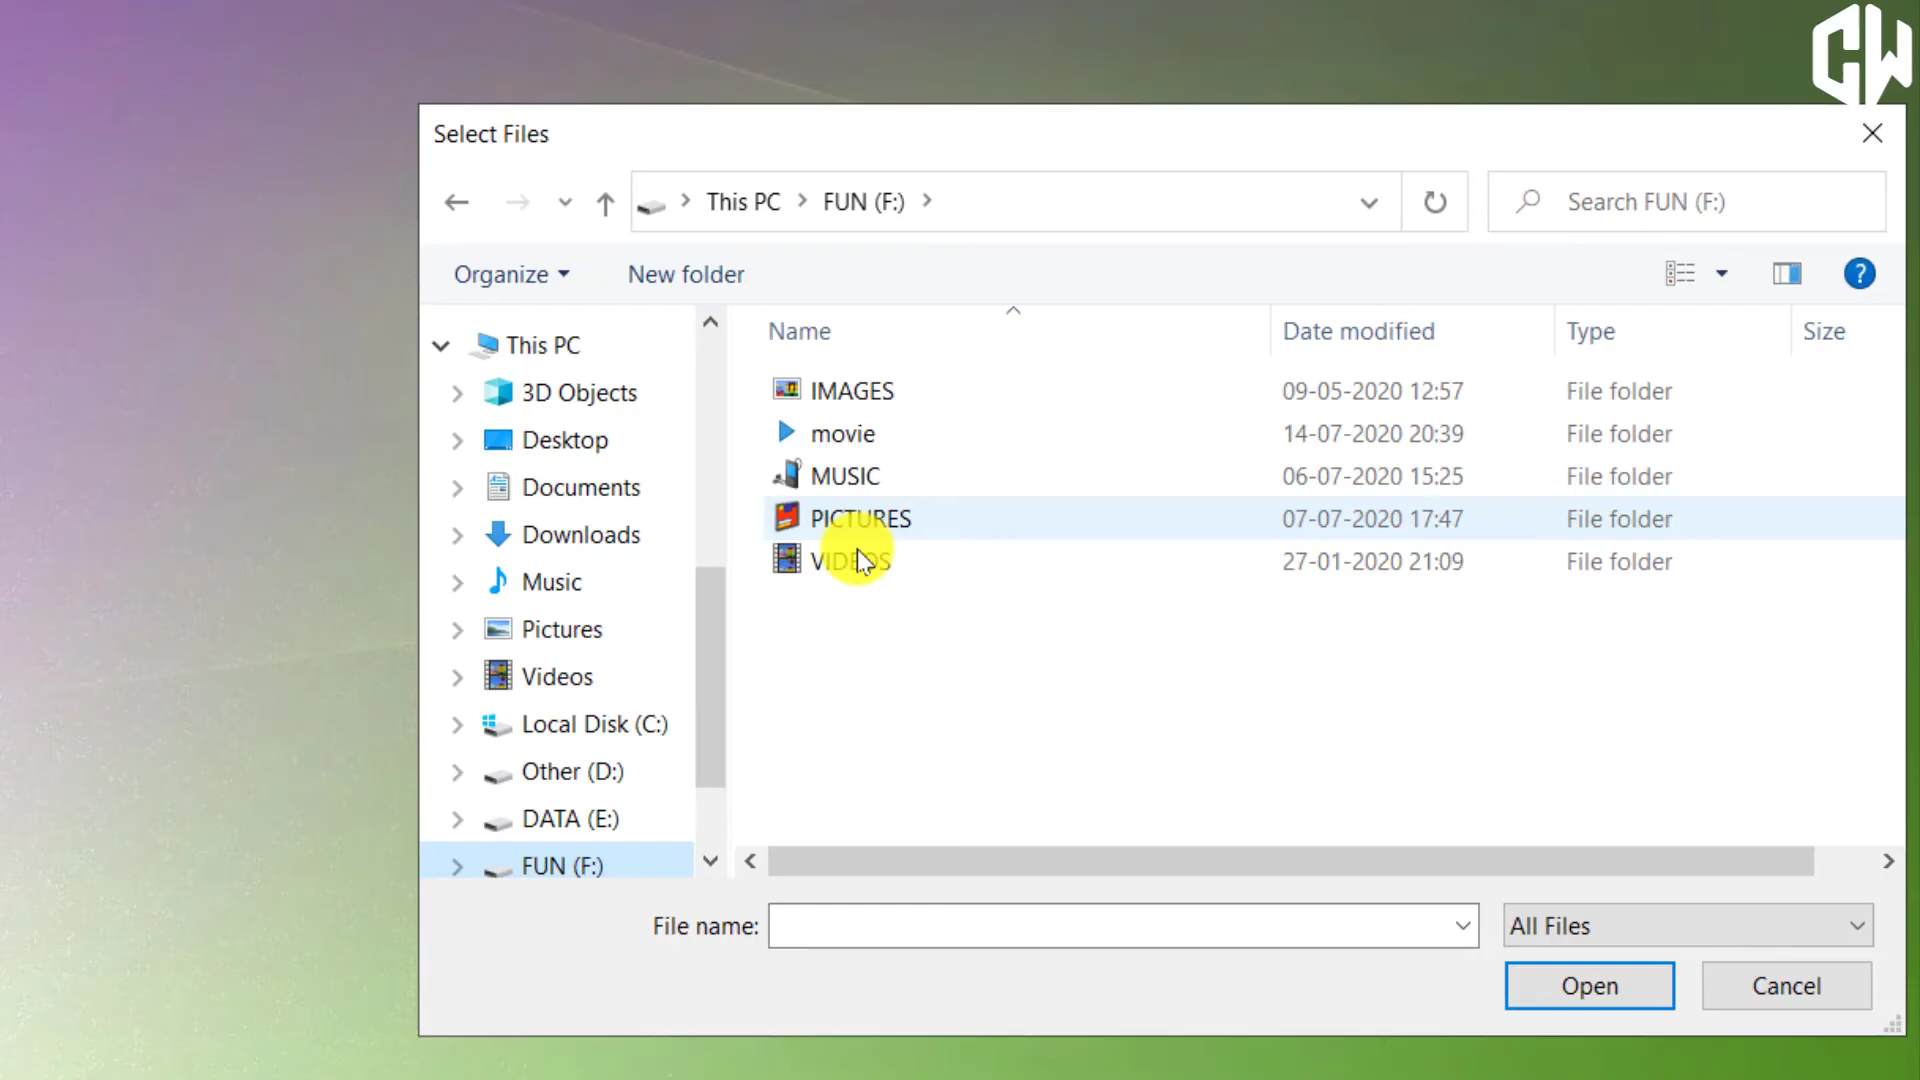 CW
Select Files
This PC FUN (F:)
Search FUN (F:)
Organize New folder
?
Name Date modified Type Size
This PC
3D Objects
Desktop
Documents
Downloads
Music
Pictures
Videos
Local Disk (C:)
Other (D:)
DATA (E:)
FUN (F:)
IMAGES 09-05-2020 12:57 File folder
movie 14-07-2020 20:39 File folder
MUSIC 06-07-2020 15:25 File folder
PICTURES 07-07-2020 17:47 File folder
VIDEOS 27-01-2020 21:09 File folder
File name:
All Files
Open Cancel